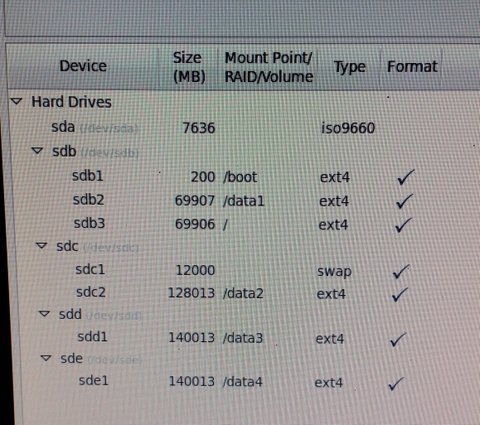 Device Size (MB) Mount Point/ RAID/Volume Type Format
Hard Drives
sda (/dev/sda) 7636 iso9660
sdb (/dev/sdb)
sdb1 200 /boot ext4
sdb2 69907 /data1 ext4
sdb3 69906 / ext4
sdc (/dev/sdc)
sdc1 12000 swap
sdc2 128013 /data2 ext4
sdd (/dev/sdd)
sdd1 140013 /data3 ext4
sde (/dev/sde)
sde1 140013 /data4 ext4